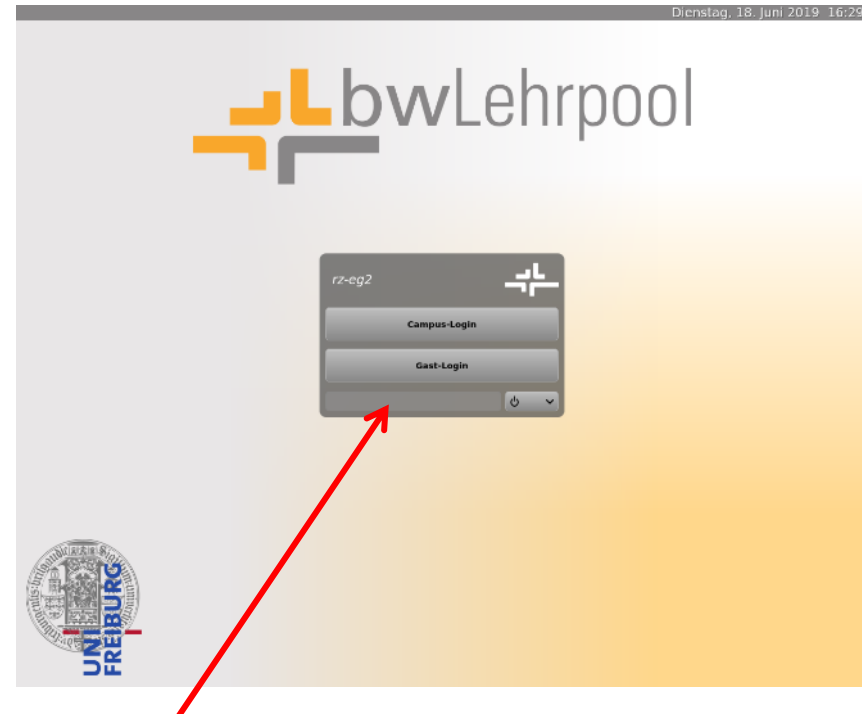 Dienstag, 18. Juni 2019 16:29
bwLehrpool
rz-eg2
Campus-Login
Gast-Login
UNI
FREIBURG